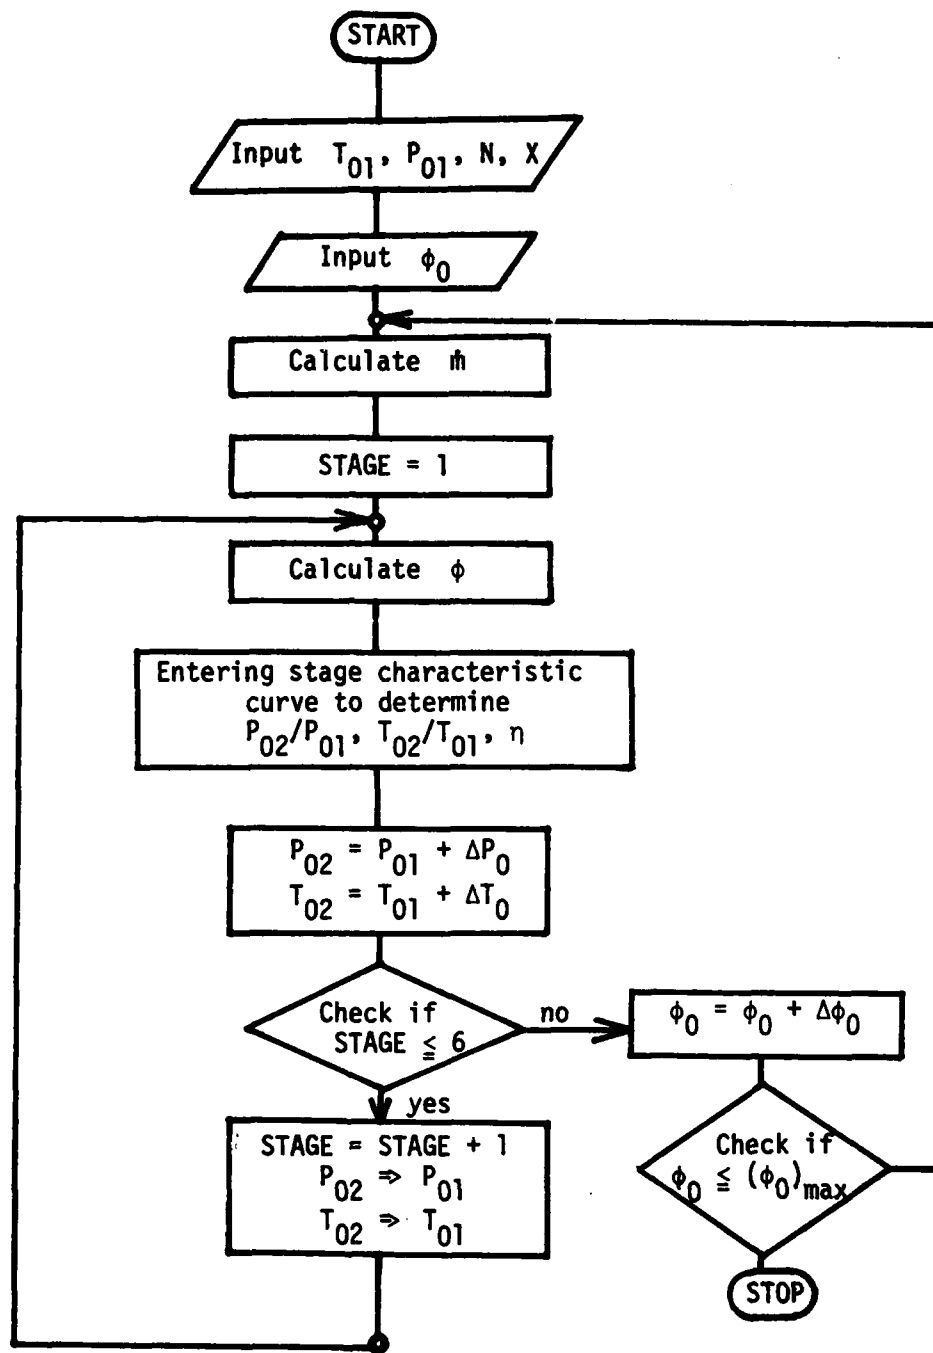 START
Input T01, P01, N, X
Input ϕ0
Calculate ṁ
STAGE = 1
Calculate ϕ
Entering stage characteristic
curve to determine
P02/P01, T02/T01, η
P02 = P01 + ΔP0
T02 = T01 + ΔT0
Check if
STAGE ≦ 6
no
ϕ0 = ϕ0 + Δϕ0
yes
STAGE = STAGE + 1
P02 ⇒ P01
T02 ⇒ T01
Check if
ϕ0 ≦ (ϕ0)max
STOP